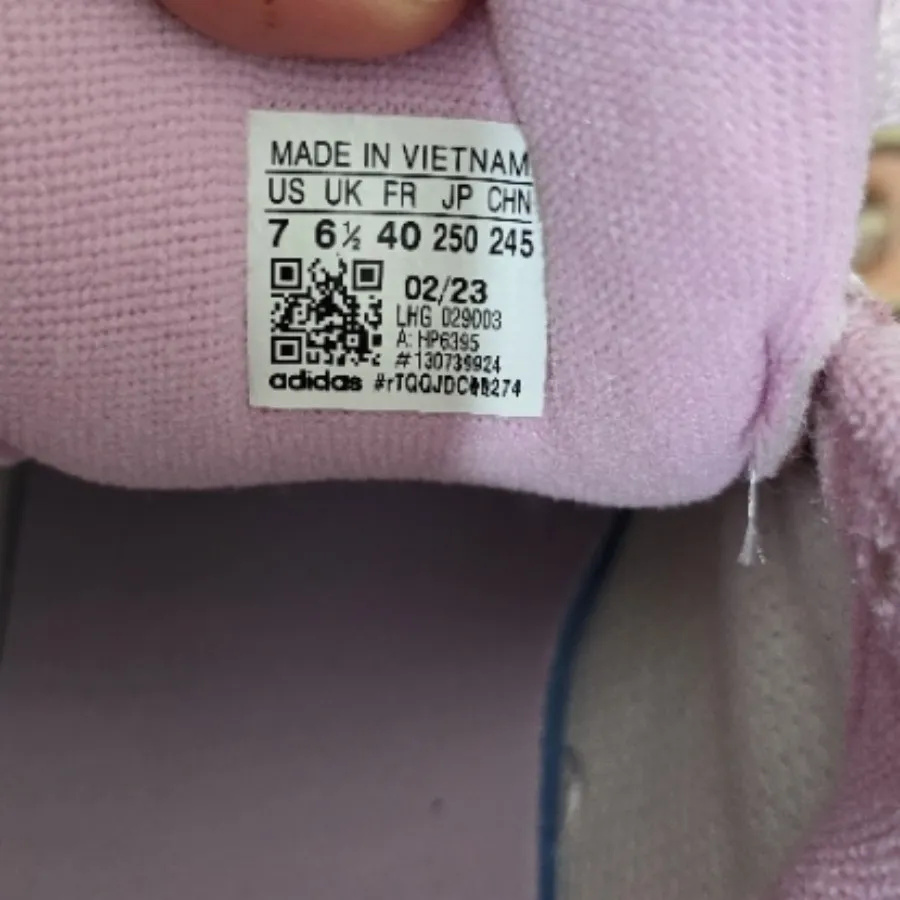 MADE IN VIETNAM
US UK FR JP CHN
7 6½ 40 250 245
02/23
LHG 029003
A: HP6395
#130739924
adidas